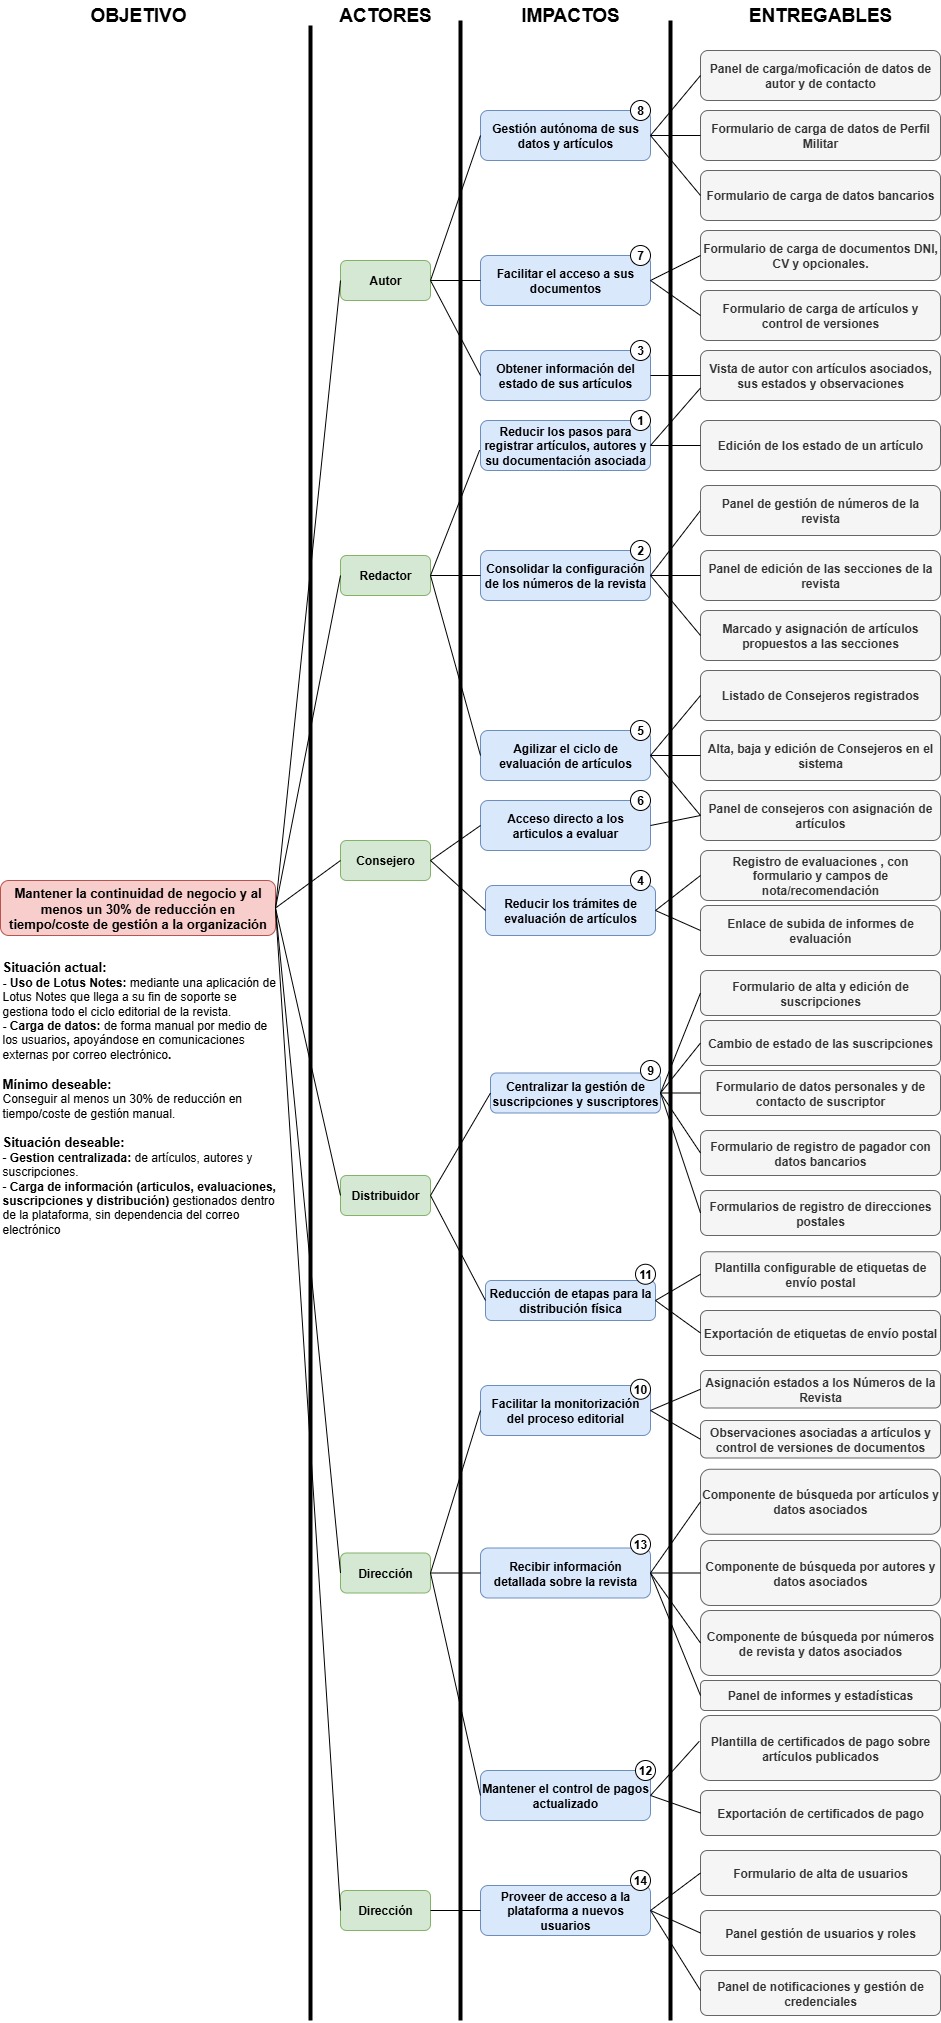 OBJETIVO
ACTORES
IMPACTOS
ENTREGABLES
Mantener la continuidad de negocio y al
menos un 30% de reducción en
tiempo/coste de gestión a la organización
Situación actual:
- Uso de Lotus Notes: mediante una aplicación de
Lotus Notes que llega a su fin de soporte se
gestiona todo el ciclo editorial de la revista.
- Carga de datos: de forma manual por medio de
los usuarios, apoyándose en comunicaciones
externas por correo electrónico.
Mínimo deseable:
Conseguir al menos un 30% de reducción en
tiempo/coste de gestión manual.
Situación deseable:
- Gestion centralizada: de artículos, autores y
suscripciones.
- Carga de información (articulos, evaluaciones,
suscripciones y distribución) gestionados dentro
de la plataforma, sin dependencia del correo
electrónico
Autor
8
Gestión autónoma de sus
datos y artículos
Panel de carga/moficación de datos de
autor y de contacto
Formulario de carga de datos de Perfil
Militar
Formulario de carga de datos bancarios
7
Facilitar el acceso a sus
documentos
Formulario de carga de documentos DNI,
CV y opcionales.
Formulario de carga de artículos y
control de versiones
3
Obtener información del
estado de sus artículos
Vista de autor con artículos asociados,
sus estados y observaciones
Redactor
1
Reducir los pasos para
registrar artículos, autores y
su documentación asociada
Edición de los estado de un artículo
2
Consolidar la configuración
de los números de la revista
Panel de gestión de números de la
revista
Panel de edición de las secciones de la
revista
Marcado y asignación de artículos
propuestos a las secciones
5
Agilizar el ciclo de
evaluación de artículos
Listado de Consejeros registrados
Alta, baja y edición de Consejeros en el
sistema
Panel de consejeros con asignación de
artículos
Consejero
6
Acceso directo a los
articulos a evaluar
4
Reducir los trámites de
evaluación de artículos
Registro de evaluaciones , con
formulario y campos de
nota/recomendación
Enlace de subida de informes de
evaluación
Distribuidor
9
Centralizar la gestión de
suscripciones y suscriptores
Formulario de alta y edición de
suscripciones
Cambio de estado de las suscripciones
Formulario de datos personales y de
contacto de suscriptor
Formulario de registro de pagador con
datos bancarios
Formularios de registro de direcciones
postales
11
Reducción de etapas para la
distribución física
Plantilla configurable de etiquetas de
envío postal
Exportación de etiquetas de envío postal
Dirección
10
Facilitar la monitorización
del proceso editorial
Asignación estados a los Números de la
Revista
Observaciones asociadas a artículos y
control de versiones de documentos
13
Recibir información
detallada sobre la revista
Componente de búsqueda por artículos y
datos asociados
Componente de búsqueda por autores y
datos asociados
Componente de búsqueda por números
de revista y datos asociados
Panel de informes y estadísticas
12
Mantener el control de pagos
actualizado
Plantilla de certificados de pago sobre
artículos publicados
Exportación de certificados de pago
Dirección
14
Proveer de acceso a la
plataforma a nuevos
usuarios
Formulario de alta de usuarios
Panel gestión de usuarios y roles
Panel de notificaciones y gestión de
credenciales